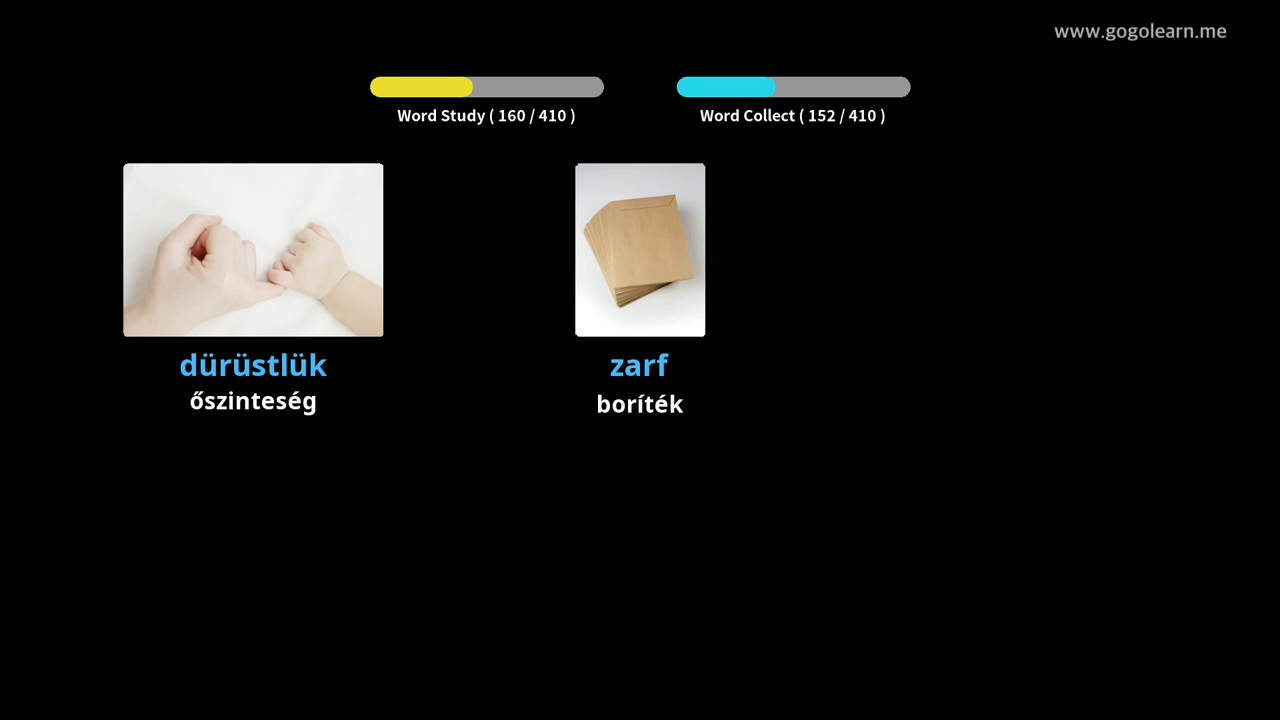 www.gogolearn.me
Word Study ( 160 / 410 )
Word Collect ( 152 / 410 )
dürüstlük
őszinteség
zarf
boríték